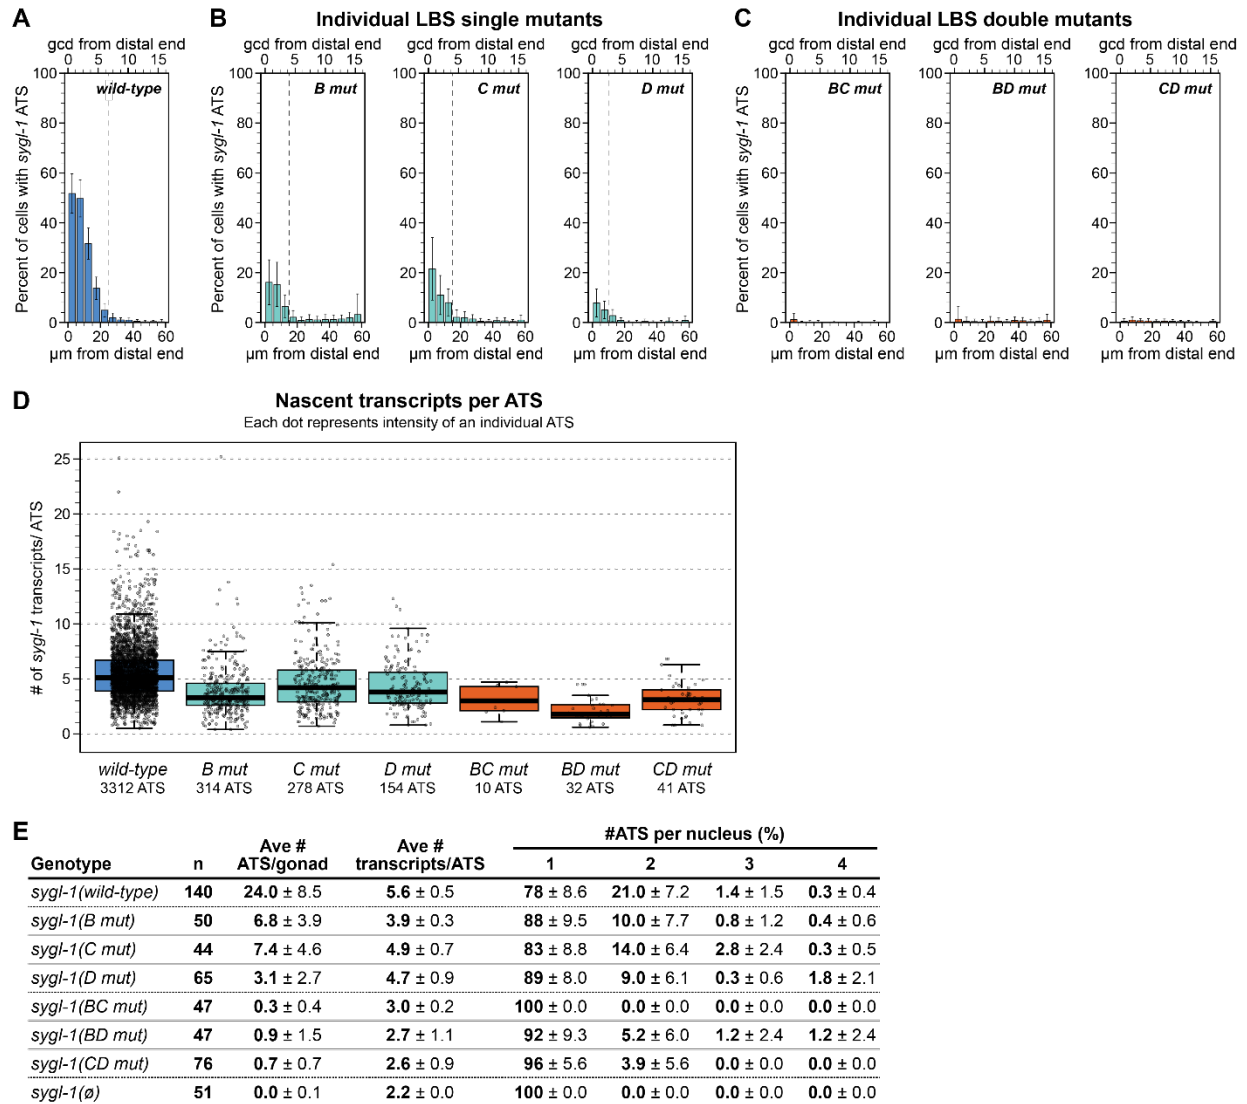 A
gcd from distal end
0 5 10 15
wild-type
Percent of cells with sygl-1 ATS
100
80
60
40
20
0
0 20 40 60
µm from distal end
B
Individual LBS single mutants
gcd from distal end
0 5 10 15
B mut
Percent of cells with sygl-1 ATS
100
80
60
40
20
0
0 20 40 60
µm from distal end
gcd from distal end
0 5 10 15
C mut
100
80
60
40
20
0
0 20 40 60
µm from distal end
gcd from distal end
0 5 10 15
D mut
100
80
60
40
20
0
0 20 40 60
µm from distal end
C
Individual LBS double mutants
gcd from distal end
0 5 10 15
BC mut
Percent of cells with sygl-1 ATS
100
80
60
40
20
0
0 20 40 60
µm from distal end
gcd from distal end
0 5 10 15
BD mut
100
80
60
40
20
0
0 20 40 60
µm from distal end
gcd from distal end
0 5 10 15
CD mut
100
80
60
40
20
0
0 20 40 60
µm from distal end
D
Nascent transcripts per ATS
Each dot represents intensity of an individual ATS
# of sygl-1 transcripts/ ATS
25
20
15
10
5
0
wild-type B mut C mut D mut BC mut BD mut CD mut
3312 ATS 314 ATS 278 ATS 154 ATS 10 ATS 32 ATS 41 ATS
E
#ATS per nucleus (%)
Ave # Ave #
Genotype n ATS/gonad transcripts/ATS 1 2 3 4
sygl-1(wild-type) 140 24.0 ± 8.5 5.6 ± 0.5 78 ± 8.6 21.0 ± 7.2 1.4 ± 1.5 0.3 ± 0.4
sygl-1(B mut) 50 6.8 ± 3.9 3.9 ± 0.3 88 ± 9.5 10.0 ± 7.7 0.8 ± 1.2 0.4 ± 0.6
sygl-1(C mut) 44 7.4 ± 4.6 4.9 ± 0.7 83 ± 8.8 14.0 ± 6.4 2.8 ± 2.4 0.3 ± 0.5
sygl-1(D mut) 65 3.1 ± 2.7 4.7 ± 0.9 89 ± 8.0 9.0 ± 6.1 0.3 ± 0.6 1.8 ± 2.1
sygl-1(BC mut) 47 0.3 ± 0.4 3.0 ± 0.2 100 ± 0.0 0.0 ± 0.0 0.0 ± 0.0 0.0 ± 0.0
sygl-1(BD mut) 47 0.9 ± 1.5 2.7 ± 1.1 92 ± 9.3 5.2 ± 6.0 1.2 ± 2.4 1.2 ± 2.4
sygl-1(CD mut) 76 0.7 ± 0.7 2.6 ± 0.9 96 ± 5.6 3.9 ± 5.6 0.0 ± 0.0 0.0 ± 0.0
sygl-1(ø) 51 0.0 ± 0.1 2.2 ± 0.0 100 ± 0.0 0.0 ± 0.0 0.0 ± 0.0 0.0 ± 0.0